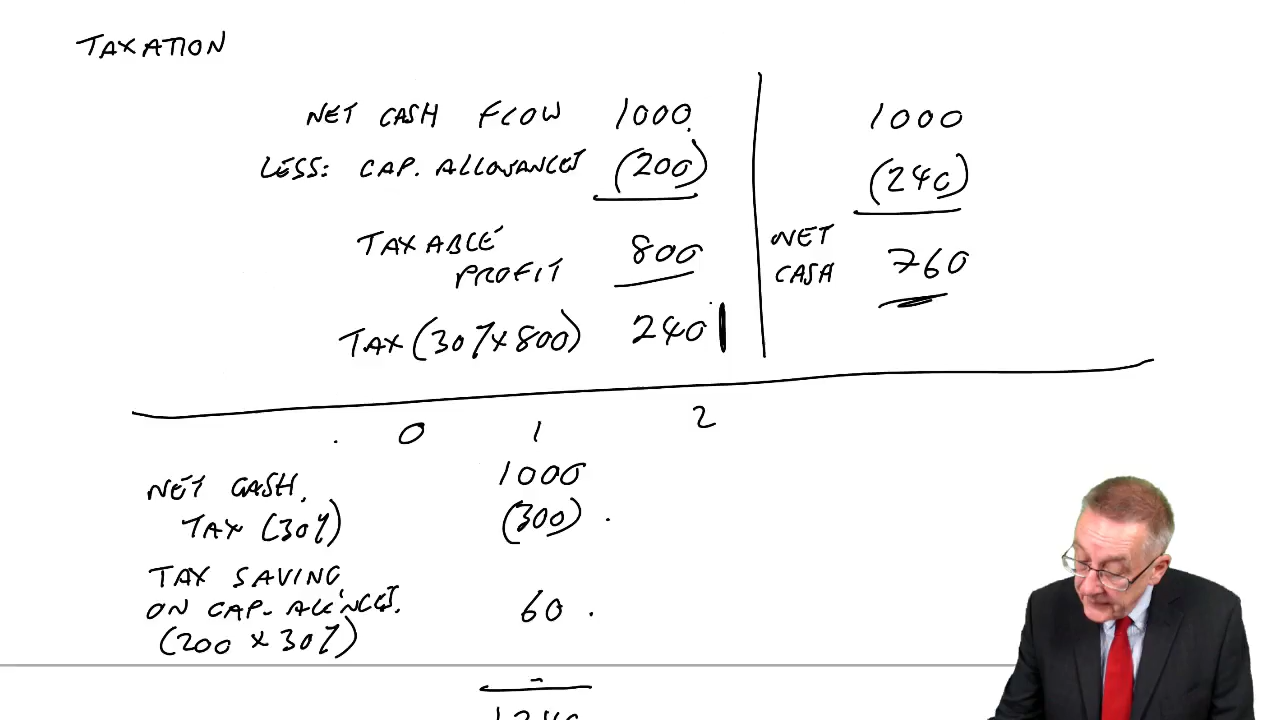 TAXATION
NET CASH FLOW 1000
LESS: CAP. ALLOWANCES (200)
TAXABLE
PROFIT 800
TAX (30% x 800) 240
1000
(240)
NET
CASH 760
0 1 2
NET CASH. 1000
TAX (30%) (300)
TAX SAVING
ON CAP. ALL'NCES. 60
(200 x 30%)